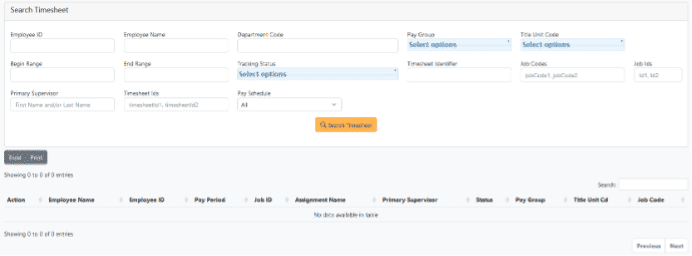 Search Timesheet
Employee ID Employee Name Department Code Pay Group Title Unit Code
Select options Select options
Begin Range End Range Tracking Status Timesheet Identifier Job Codes Job Ids
Select options jobCode1, jobCode2 id1, id2
Primary Supervisor Timesheet Ids Pay Schedule
First Name and/or Last Name timesheetId1, timesheetId2 All
Search Timesheet
Excel Print
Showing 0 to 0 of 0 entries
Search:
Action Employee Name Employee ID Pay Period Job ID Assignment Name Primary Supervisor Status Pay Group Title Unit Cd Job Code
No data available in table
Showing 0 to 0 of 0 entries
Previous Next